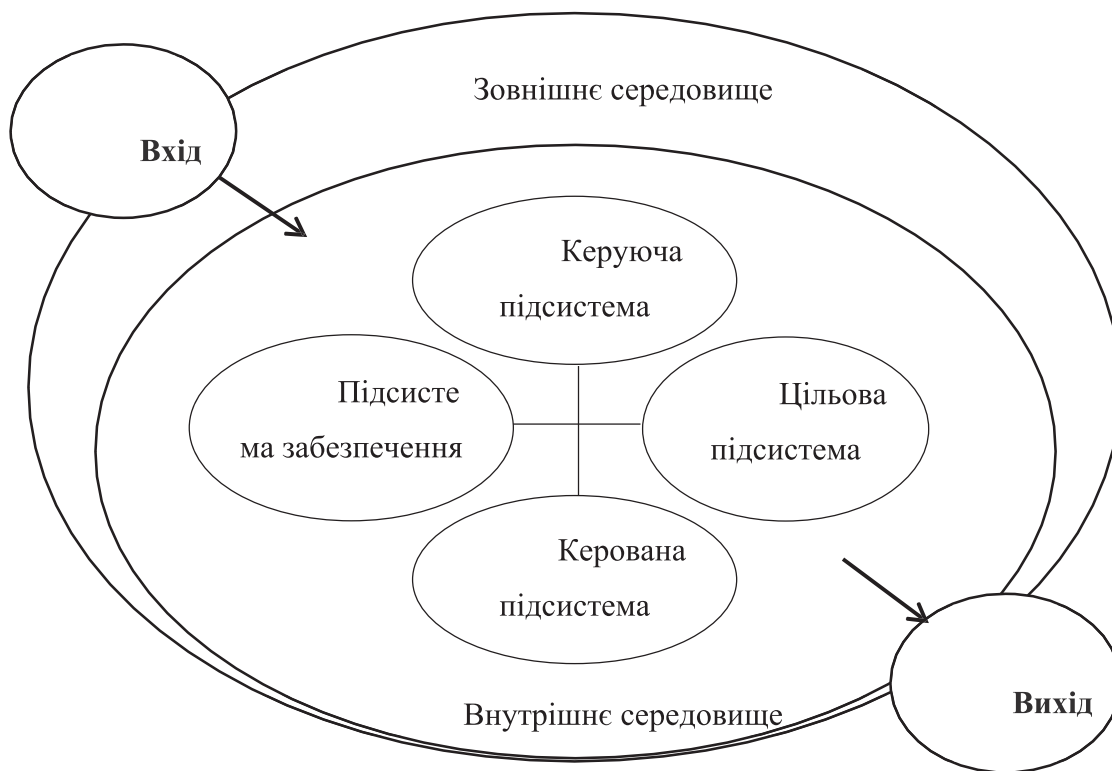 Зовнішнє середовище
Вхід
Керуюча
підсистема
Підсисте
ма забезпечення
Цільова
підсистема
Керована
підсистема
Внутрішнє середовище
Вихід